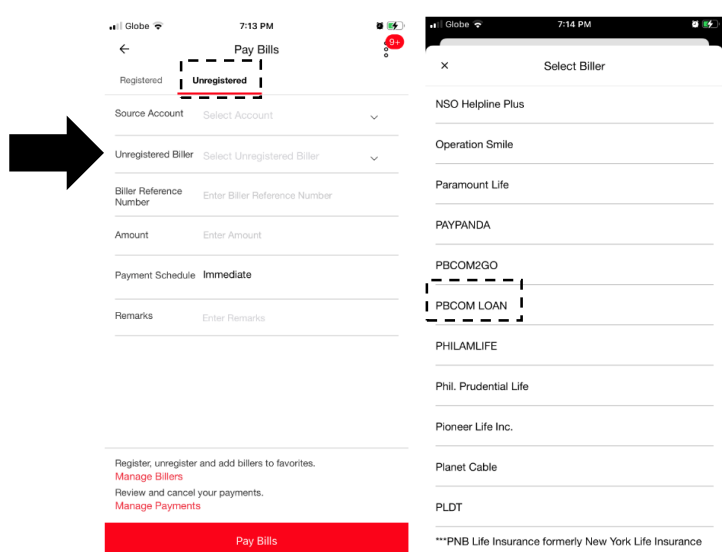 Globe 7:13 PM
Pay Bills
9+
Registered Unregistered
Source Account Select Account
Unregistered Biller Select Unregistered Biller
Biller Reference Number Enter Biller Reference Number
Amount Enter Amount
Payment Schedule Immediate
Remarks Enter Remarks
Register, unregister and add billers to favorites.
Manage Billers
Review and cancel your payments.
Manage Payments
Pay Bills
Globe 7:14 PM
Select Biller
NSO Helpline Plus
Operation Smile
Paramount Life
PAYPANDA
PBCOM2GO
PBCOM LOAN
PHILAMLIFE
Phil. Prudential Life
Pioneer Life Inc.
Planet Cable
PLDT
***PNB Life Insurance formerly New York Life Insurance